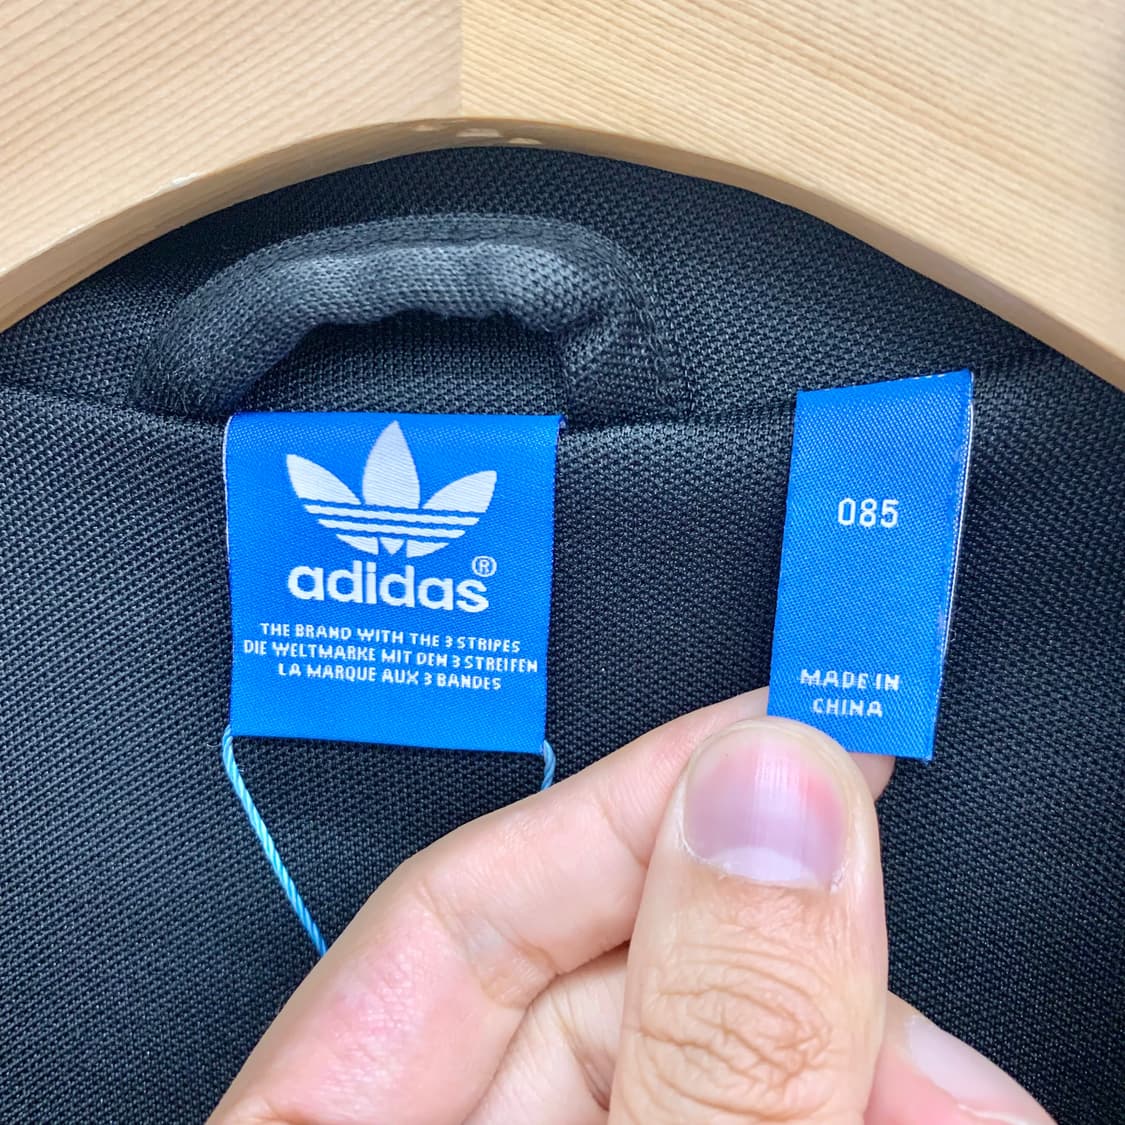 adidas®
THE BRAND WITH THE 3 STRIPES
DIE WELTMARKE MIT DEN 3 STREIFEN
LA MARQUE AUX 3 BANDES
085
MADE IN
CHINA